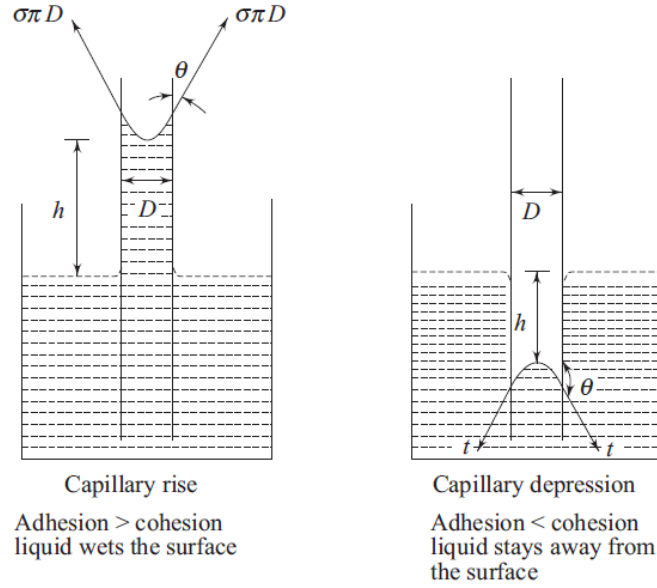 σπD
σπD
θ
h
D
Capillary rise
Adhesion > cohesion
liquid wets the surface
D
h
θ
t
t
Capillary depression
Adhesion < cohesion
liquid stays away from
the surface